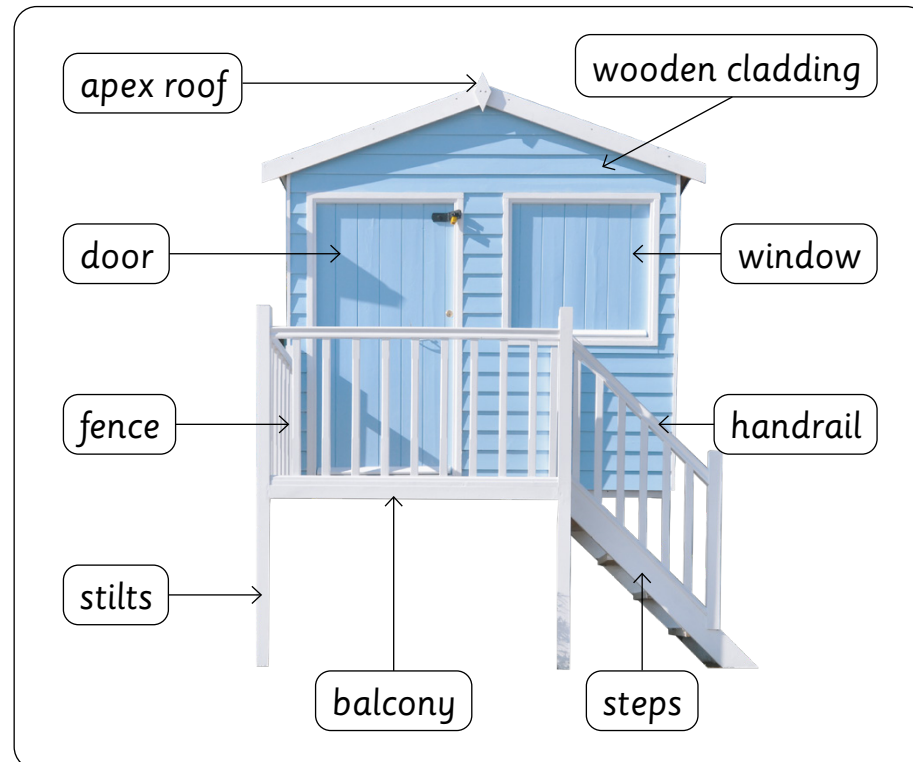 apex roof
wooden cladding
door
window
fence
handrail
stilts
balcony
steps